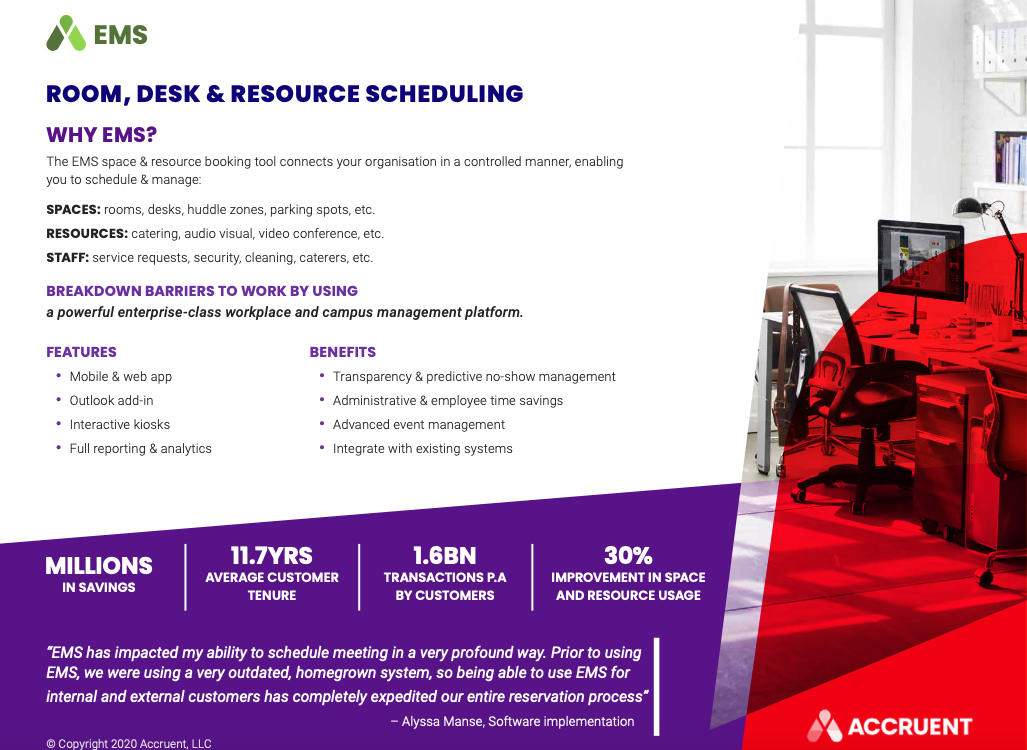 EMS
ROOM, DESK & RESOURCE SCHEDULING
WHY EMS?
The EMS space & resource booking tool connects your organisation in a controlled manner, enabling
you to schedule & manage:
SPACES: rooms, desks, huddle zones, parking spots, etc.
RESOURCES: catering, audio visual, video conference, etc.
STAFF: service requests, security, cleaning, caterers, etc.
BREAKDOWN BARRIERS TO WORK BY USING
a powerful enterprise-class workplace and campus management platform.
FEATURES
• Mobile & web app
• Outlook add-in
• Interactive kiosks
• Full reporting & analytics
BENEFITS
• Transparency & predictive no-show management
• Administrative & employee time savings
• Advanced event management
• Integrate with existing systems
MILLIONS
IN SAVINGS
11.7YRS
AVERAGE CUSTOMER
TENURE
1.6BN
TRANSACTIONS P.A
BY CUSTOMERS
30%
IMPROVEMENT IN SPACE
AND RESOURCE USAGE
“EMS has impacted my ability to schedule meeting in a very profound way. Prior to using
EMS, we were using a very outdated, homegrown system, so being able to use EMS for
internal and external customers has completely expedited our entire reservation process”
– Alyssa Manse, Software implementation
© Copyright 2020 Accruent, LLC
ACCRUENT